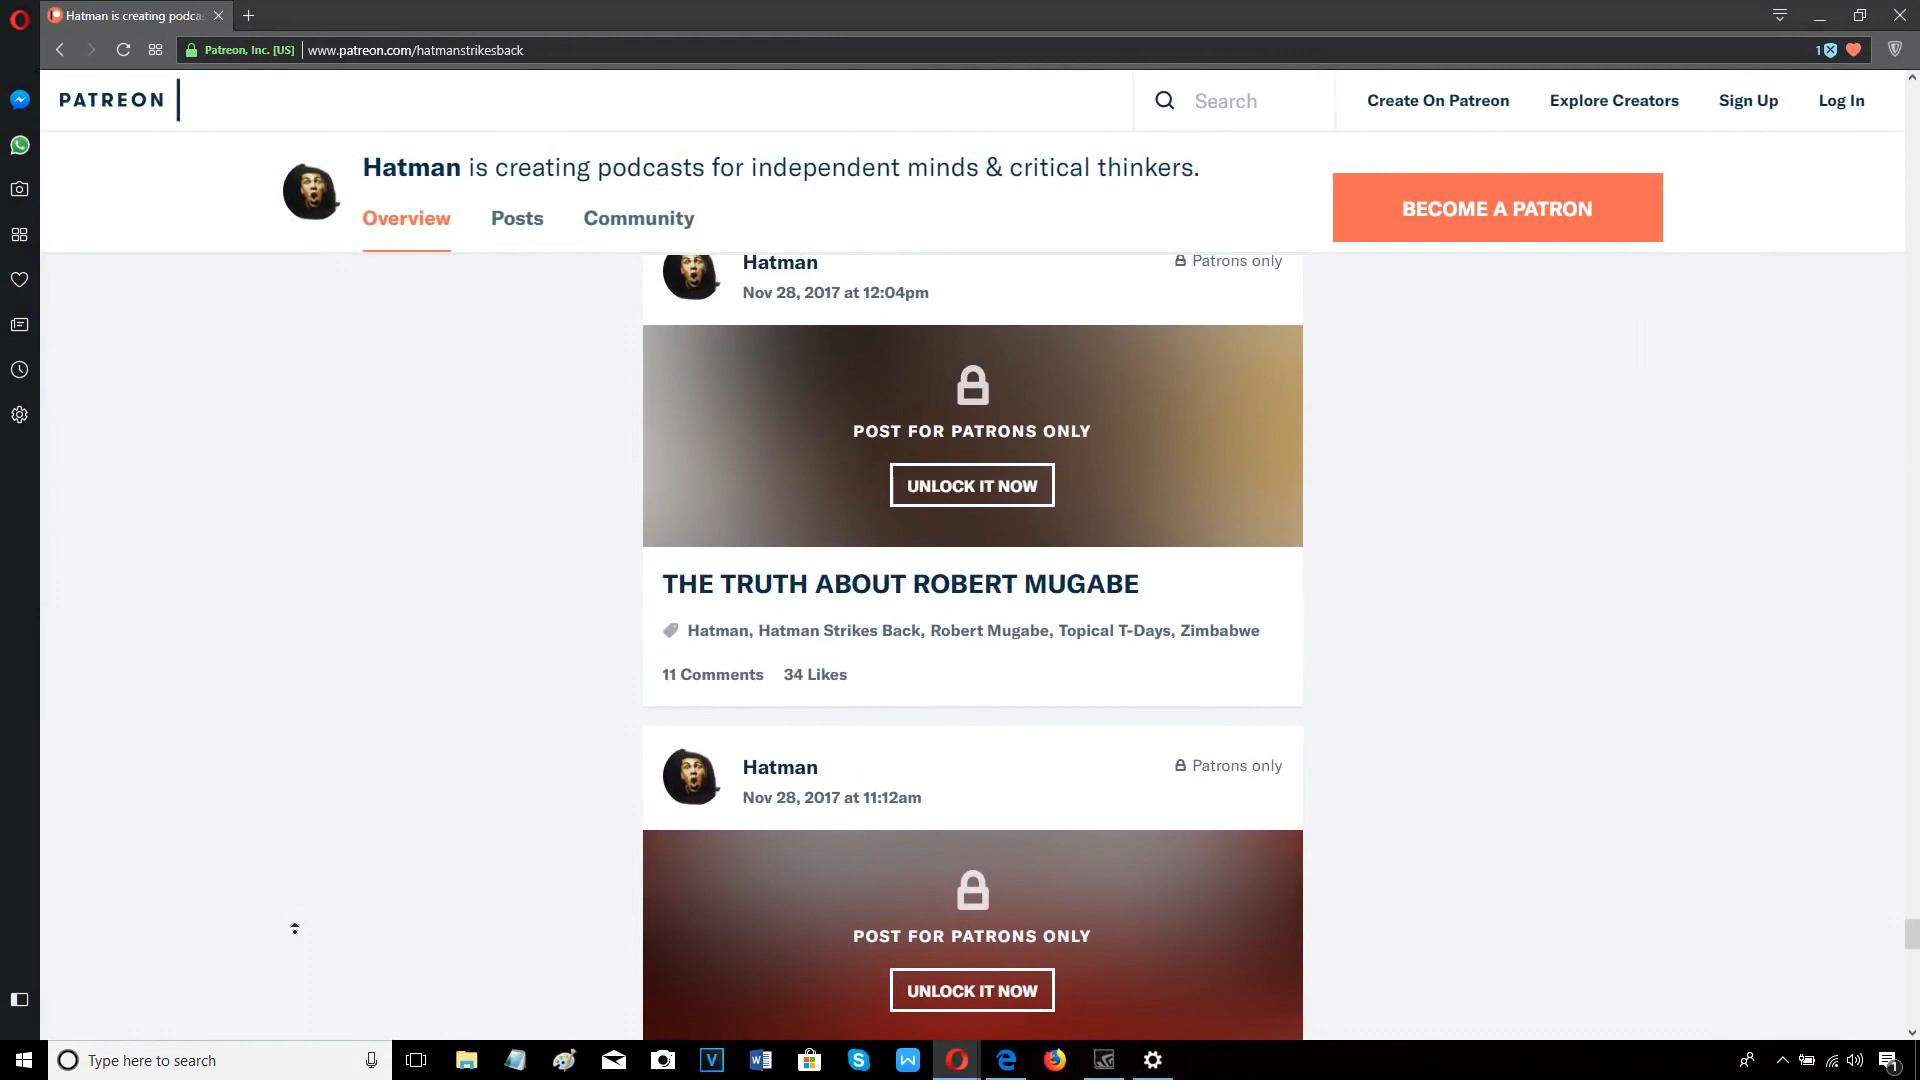 Hatman is creating podca
Patreon, Inc. [US]
www.patreon.com/hatmanstrikesback
1
PATREON
Search
Create On Patreon
Explore Creators
Sign Up
Log In
Hatman is creating podcasts for independent minds & critical thinkers.
Overview
Posts
Community
BECOME A PATRON
Hatman
Patrons only
Nov 28, 2017 at 12:04pm
POST FOR PATRONS ONLY
UNLOCK IT NOW
THE TRUTH ABOUT ROBERT MUGABE
Hatman, Hatman Strikes Back, Robert Mugabe, Topical T-Days, Zimbabwe
11 Comments 34 Likes
Hatman
Patrons only
Nov 28, 2017 at 11:12am
POST FOR PATRONS ONLY
UNLOCK IT NOW
Type here to search
1